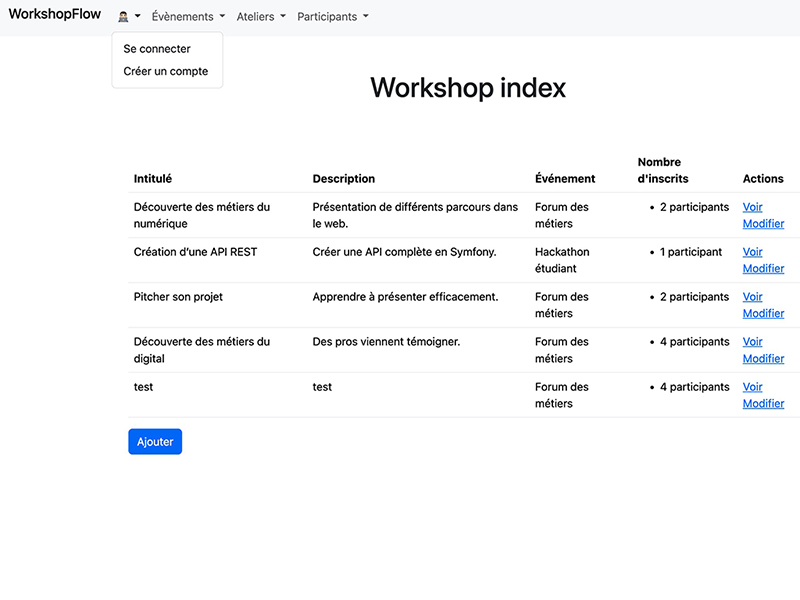 WorkshopFlow Évènements Ateliers Participants
Se connecter
Créer un compte
Workshop index
Intitulé Description Événement Nombre d'inscrits Actions
Découverte des métiers du numérique Présentation de différents parcours dans le web. Forum des métiers • 2 participants Voir Modifier
Création d’une API REST Créer une API complète en Symfony. Hackathon étudiant • 1 participant Voir Modifier
Pitcher son projet Apprendre à présenter efficacement. Forum des métiers • 2 participants Voir Modifier
Découverte des métiers du digital Des pros viennent témoigner. Forum des métiers • 4 participants Voir Modifier
test test Forum des métiers • 4 participants Voir Modifier
Ajouter